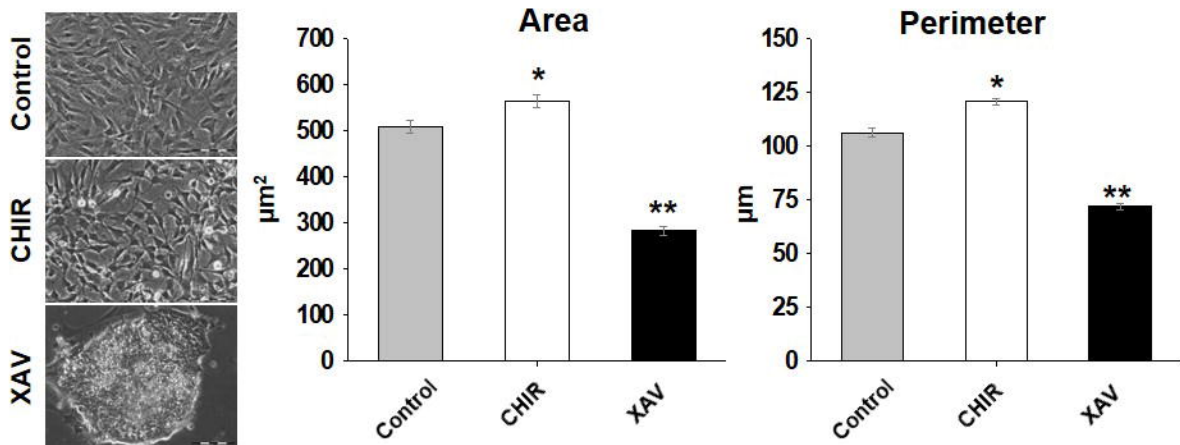 Control
CHIR
XAV
Area
700
600
500
400
300
200
100
0
µm²
*
**
Control
CHIR
XAV
Perimeter
150
125
100
75
50
25
0
µm
*
**
Control
CHIR
XAV